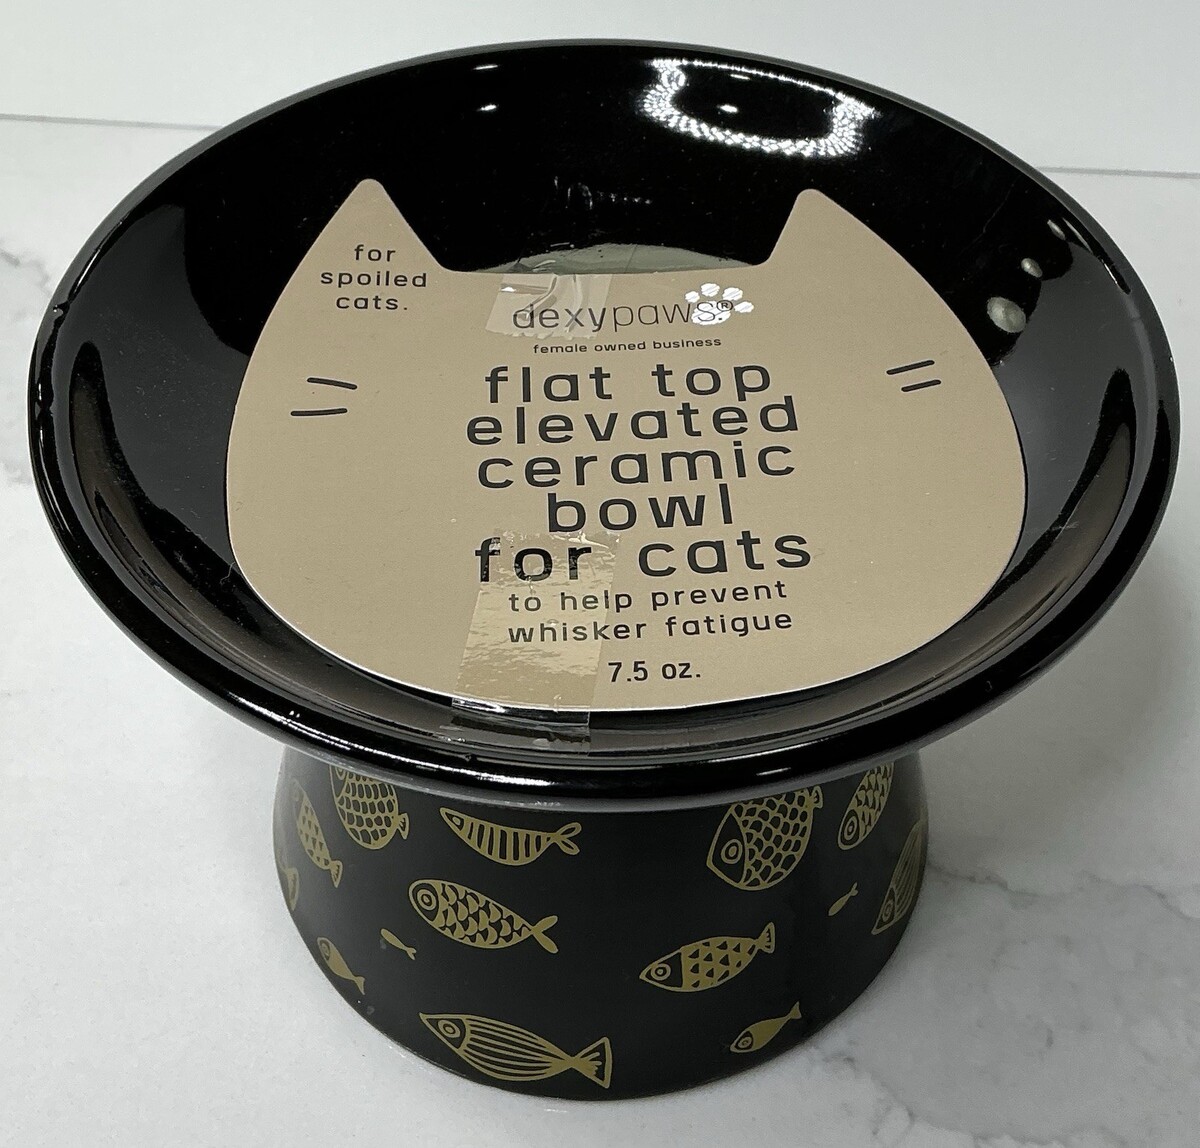 for
spoiled
cats.
dexypaws®
female owned business
flat top
elevated
ceramic
bowl
for cats
to help prevent
whisker fatigue
7.5 oz.